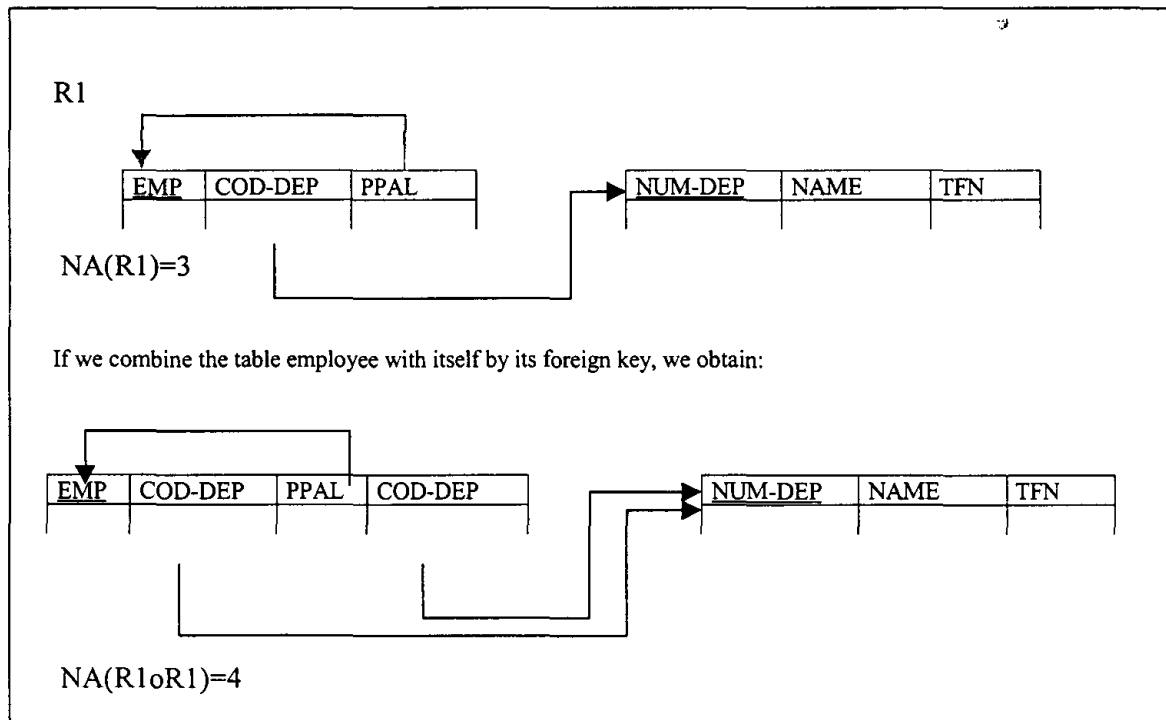 R1
EMP COD-DEP PPAL NUM-DEP NAME TFN
NA(R1)=3
If we combine the table employee with itself by its foreign key, we obtain:
EMP COD-DEP PPAL COD-DEP NUM-DEP NAME TFN
NA(R1oR1)=4